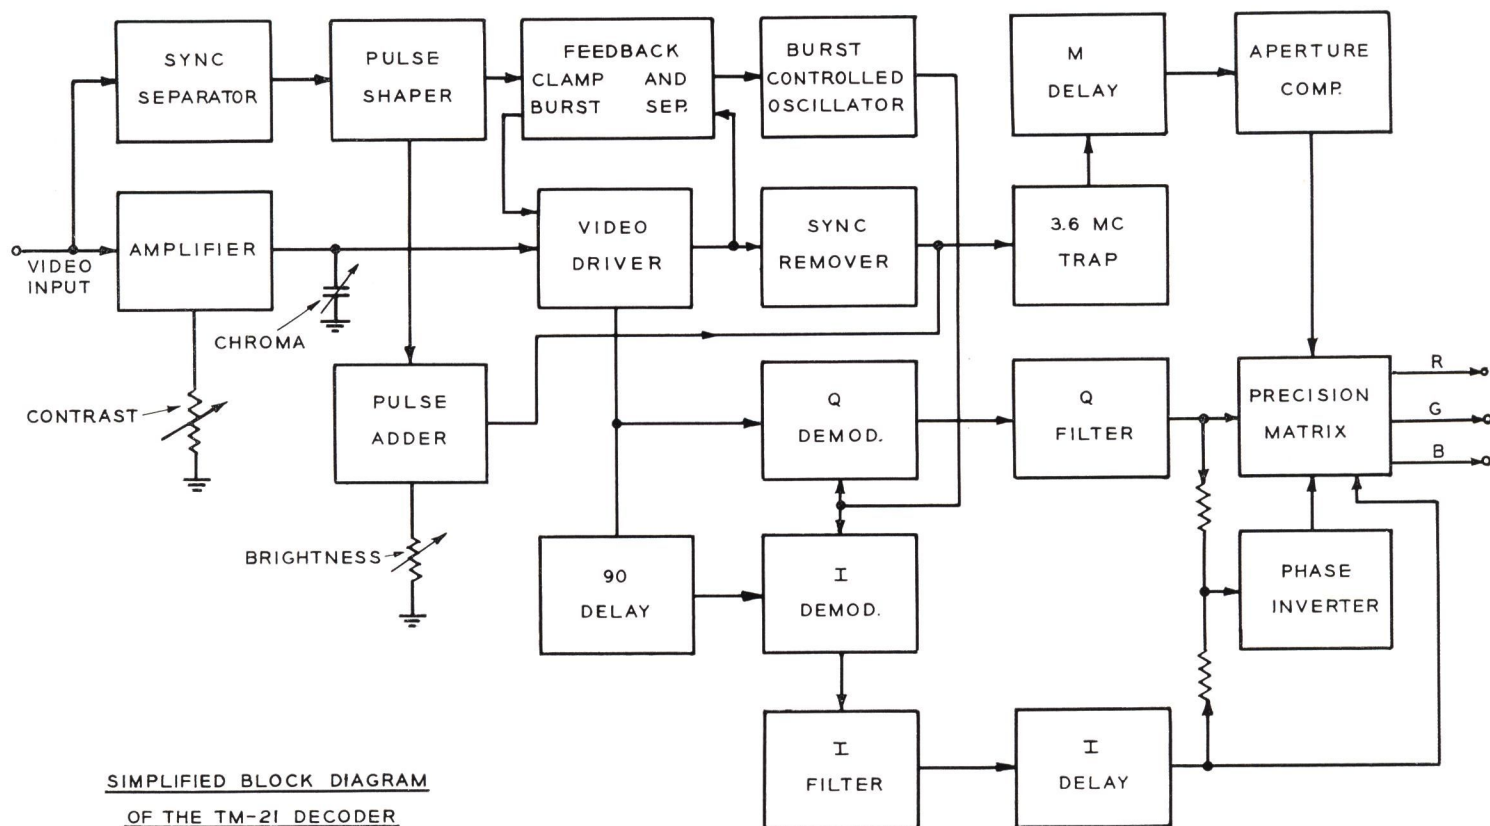 SYNC
SEPARATOR
PULSE
SHAPER
FEEDBACK
CLAMP AND
BURST SEP.
BURST
CONTROLLED
OSCILLATOR
M
DELAY
APERTURE
COMP.
VIDEO
INPUT
AMPLIFIER
CHROMA
VIDEO
DRIVER
SYNC
REMOVER
3.6 MC
TRAP
CONTRAST
PULSE
ADDER
Q
DEMOD.
Q
FILTER
PRECISION
MATRIX
R
G
B
BRIGHTNESS
90
DELAY
I
DEMOD.
PHASE
INVERTER
I
FILTER
I
DELAY
SIMPLIFIED BLOCK DIAGRAM
OF THE TM-21 DECODER